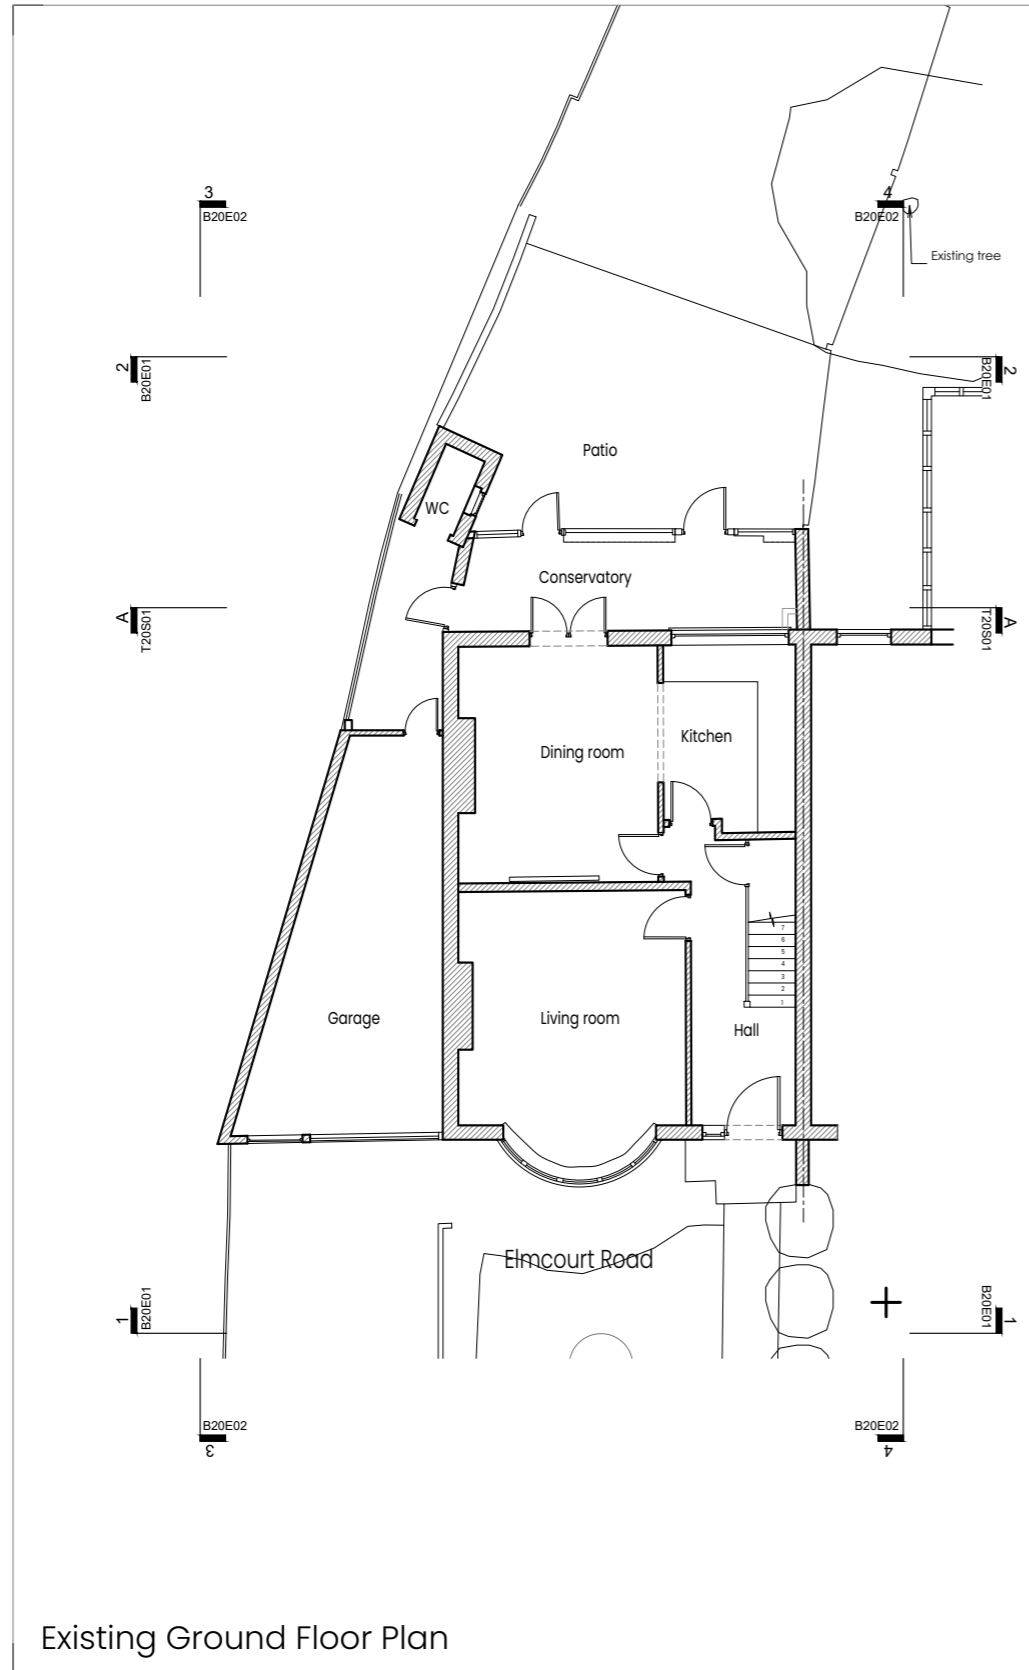 3
B20E02
4
B20E02
Existing tree
2
B20E01
2
B20E01
Patio
WC
Conservatory
A
T20S01
A
T20S01
Dining room
Kitchen
7
6
5
4
3
2
1
Garage
Living room
Hall
Elmcourt Road
1
B20E01
1
B20E01
B20E02
3
B20E02
4
Existing Ground Floor Plan